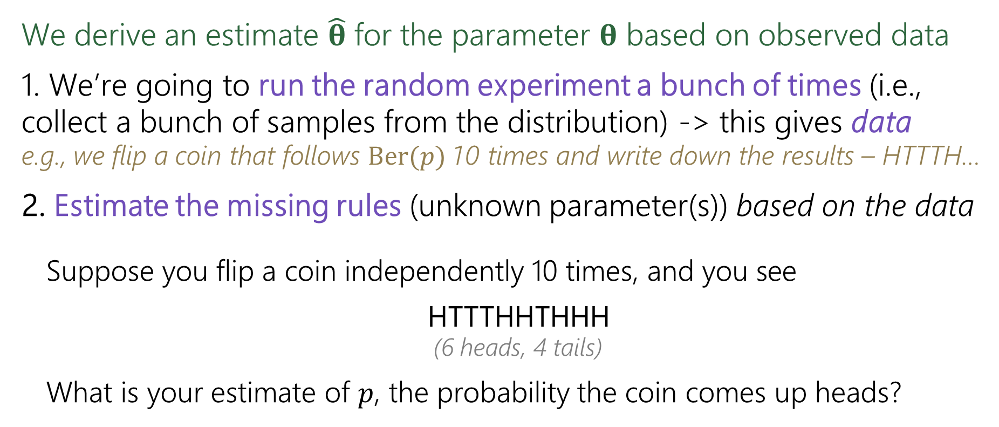 We derive an estimate θ̂ for the parameter θ based on observed data
1. We’re going to run the random experiment a bunch of times (i.e.,
collect a bunch of samples from the distribution) -> this gives data
e.g., we flip a coin that follows Ber(p) 10 times and write down the results – HTTTH...
2. Estimate the missing rules (unknown parameter(s)) based on the data
Suppose you flip a coin independently 10 times, and you see
HTTTHHTHHH
(6 heads, 4 tails)
What is your estimate of p, the probability the coin comes up heads?